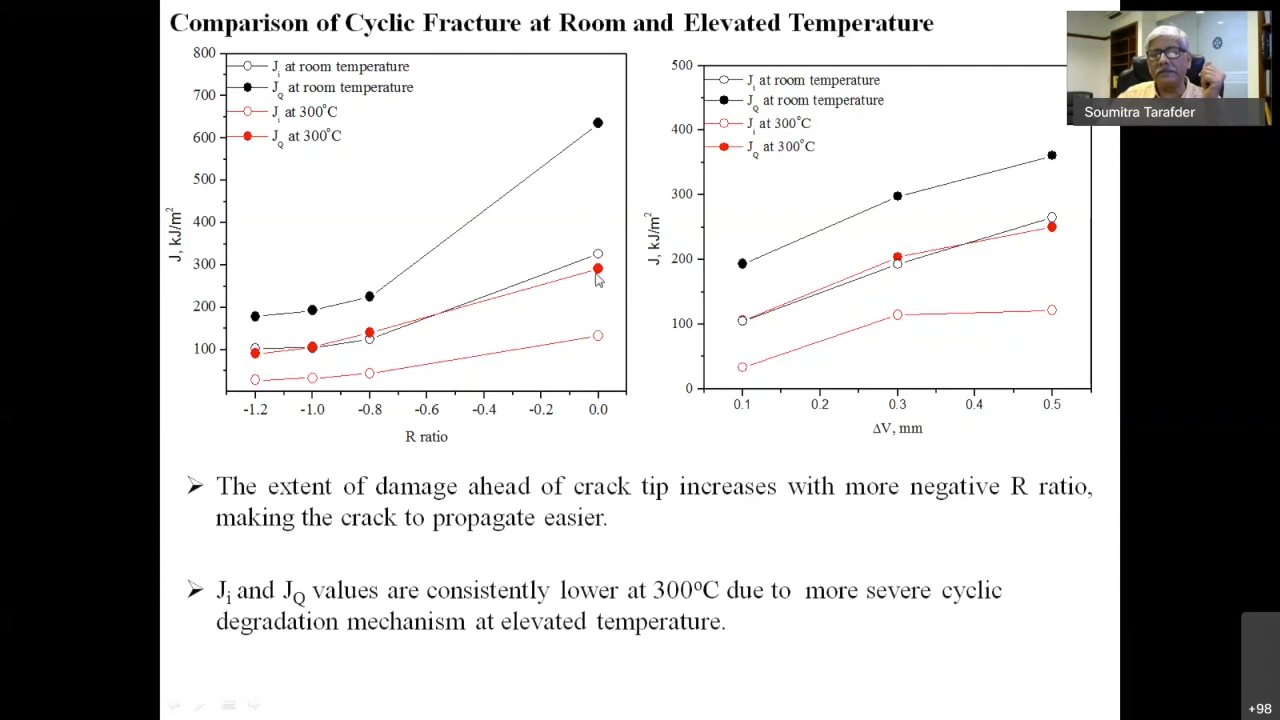 Comparison of Cyclic Fracture at Room and Elevated Temperature
800
700
600
500
400
300
200
100
J, kJ/m²
-1.2 -1.0 -0.8 -0.6 -0.4 -0.2 0.0
R ratio
Ji at room temperature
JQ at room temperature
Ji at 300°C
JQ at 300°C
500
400
300
200
100
0
J, kJ/m²
0.1 0.2 0.3 0.4 0.5
ΔV, mm
Ji at room temperature
JQ at room temperature
Ji at 300°C
JQ at 300°C
Soumitra Tarafder
The extent of damage ahead of crack tip increases with more negative R ratio,
making the crack to propagate easier.
Ji and JQ values are consistently lower at 300°C due to more severe cyclic
degradation mechanism at elevated temperature.
+98